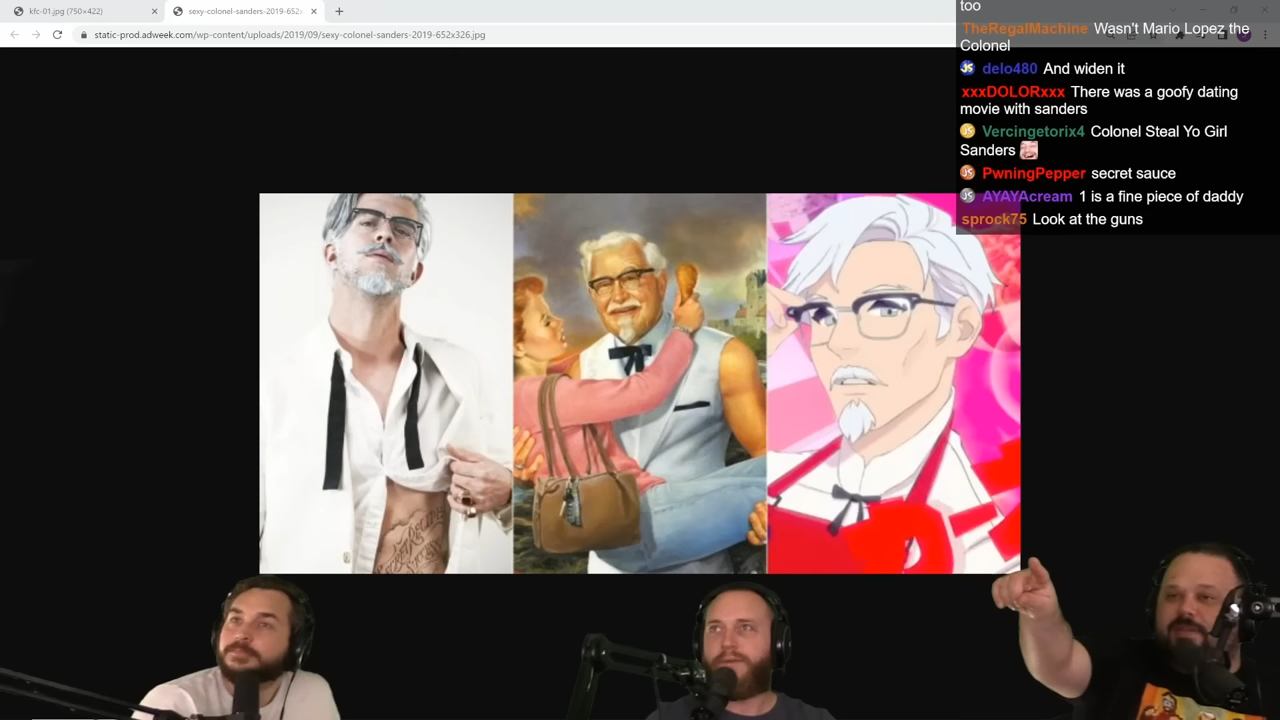 kfc-01.jpg (750×422)
sexy-colonel-sanders-2019-652x
static-prod.adweek.com/wp-content/uploads/2019/09/sexy-colonel-sanders-2019-652x326.jpg
too
TheRegalMachine Wasn't Mario Lopez the
Colonel
delo480 And widen it
xxxDOLORxxx There was a goofy dating
movie with sanders
Vercingetorix4 Colonel Steal Yo Girl
Sanders
PwningPepper secret sauce
AYAYAcream 1 is a fine piece of daddy
sprock75 Look at the guns